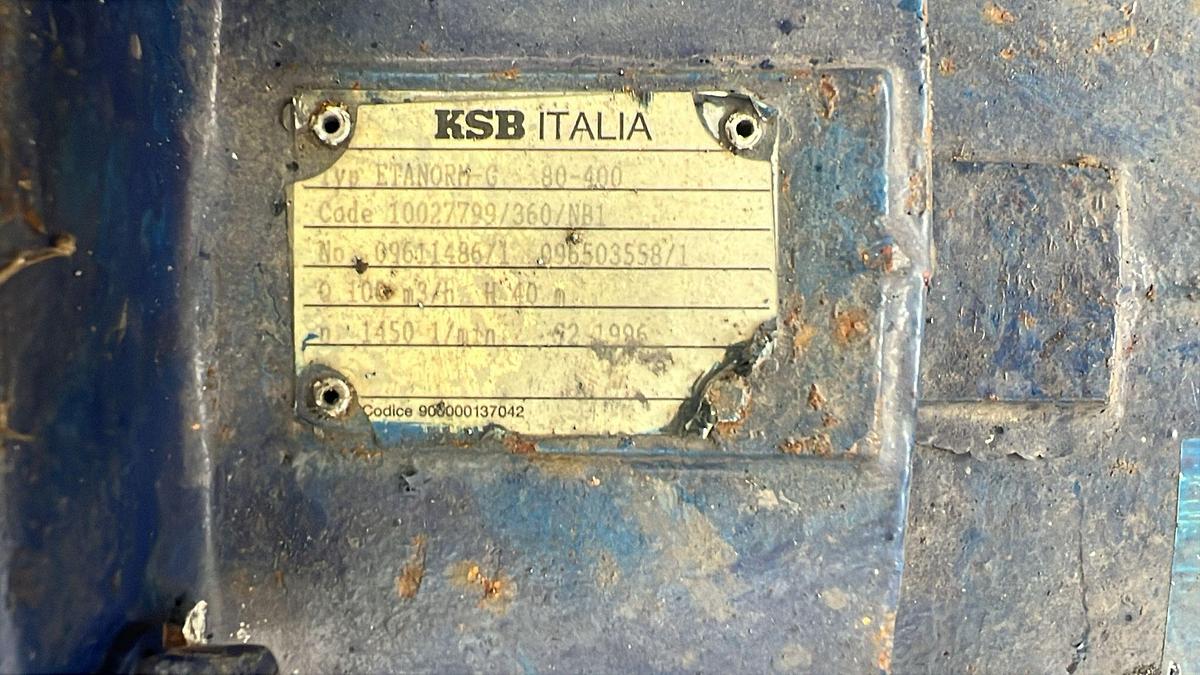 KSB ITALIA
Typ ETANORM-G 80-400
Code 10027799/360/NB1
No. 09611486/1 096503558/1
Q 100 m3/h H 40 m
n. 1450 1/min. 1996
Codice 900000137042